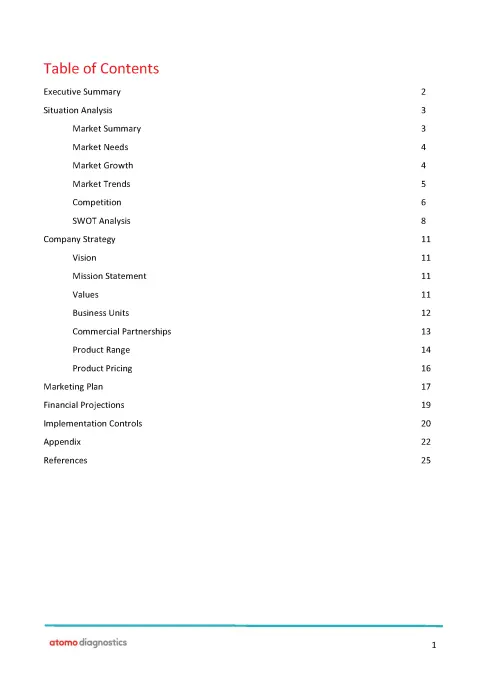 Table of Contents
Executive Summary 2
Situation Analysis 3
Market Summary 3
Market Needs 4
Market Growth 4
Market Trends 5
Competition 6
SWOT Analysis 8
Company Strategy 11
Vision 11
Mission Statement 11
Values 11
Business Units 12
Commercial Partnerships 13
Product Range 14
Product Pricing 16
Marketing Plan 17
Financial Projections 19
Implementation Controls 20
Appendix 22
References 25
atomo diagnostics
1